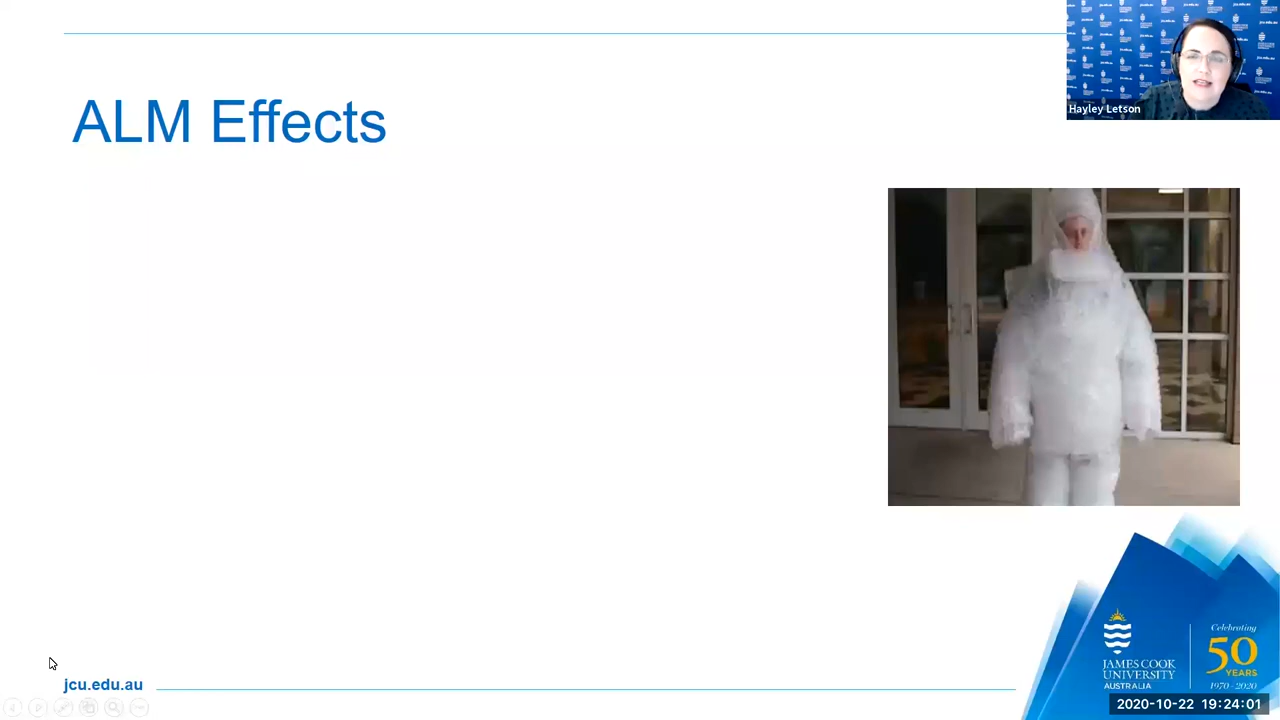 Hayley Letson
ALM Effects
jcu.edu.au
JAMES COOK
UNIVERSITY
AUSTRALIA
Celebrating
50
YEARS
1970 - 2020
2020-10-22 19:24:01